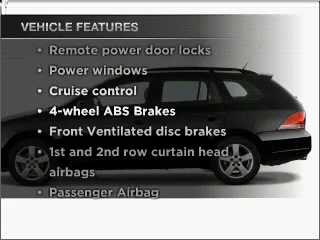 VEHICLE FEATURES
• Remote power door locks
• Power windows
• Cruise control
• 4-wheel ABS Brakes
• Front Ventilated disc brakes
• 1st and 2nd row curtain head
airbags
• Passenger Airbag